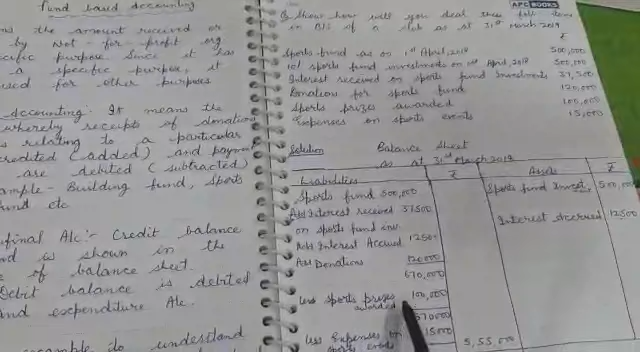 Fund based accounting
the amount received or
by Not-for-profit org
specific purpose. Since it has
a specific purpose, it
used for other purposes
accounting: It means the
whereby receipts of donations
relating to a particular
credited (added) and
are debited (subtracted)
Building fund, Sports
fund etc
final A/c:- Credit balance
is shown in the
of balance sheet.
Debit balance is debited
and expenditure A/c.
to understand
APC BOOKS
Q Show how will you deal the foll items
in B/S of a club as at 31st March 2019
₹
Sports fund as on 1st April 2018 500,000
10% sports fund investments on 1st April 2018 500,000
Interest received on sports fund Investments 37,500
Donation for sports fund 120,000
Sports prizes awarded 100,000
Expenses on sports events 15,000
Solution Balance Sheet
as at 31st March 2019
Liabilities ₹ Assets ₹
Sports fund 500,000 Sports fund Invest. 500,000
Add Interest received 37500 Interest Accrued 12500
on sports fund inv.
Add Interest Accrued 12500
Add Donations 120000
670,000
Less sports prizes 100,000
awarded
570000
Less Expenses on 15000
sports events 5,55,000